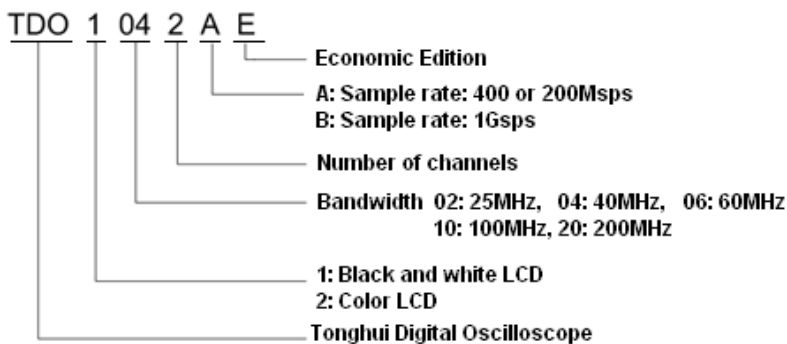 TDO 1 04 2 A E
Economic Edition
A: Sample rate: 400 or 200Msps
B: Sample rate: 1Gsps
Number of channels
Bandwidth 02: 25MHz, 04: 40MHz, 06: 60MHz
10: 100MHz, 20: 200MHz
1: Black and white LCD
2: Color LCD
Tonghui Digital Oscilloscope